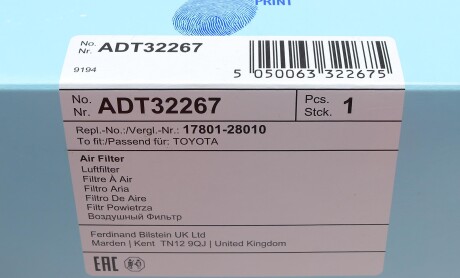 PRINT
No.
Nr. ADT32267
9194
5 050063 322675
No.
Nr. ADT32267
Pcs.
Stck. 1
Repl.-No.:/Vergl.-Nr.: 17801-28010
To fit:/Passend für: TOYOTA
Air Filter
Luftfilter
Filtre À Air
Filtro Aria
Filtro De Aire
Filtr Powietrza
Воздушный Фильтр
Ferdinand Bilstein UK Ltd
Marden | Kent TN12 9QJ | United Kingdom
EAC